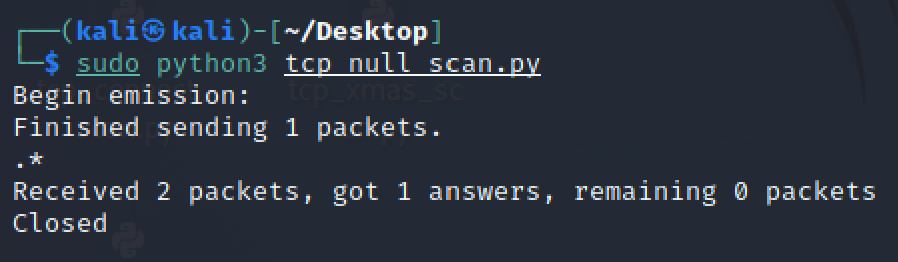 ┌──(kali㉿kali)-[~/Desktop]
└─$ sudo python3 tcp_null_scan.py
Begin emission:
Finished sending 1 packets.
.*
Received 2 packets, got 1 answers, remaining 0 packets
Closed
tcp_xmas_sc